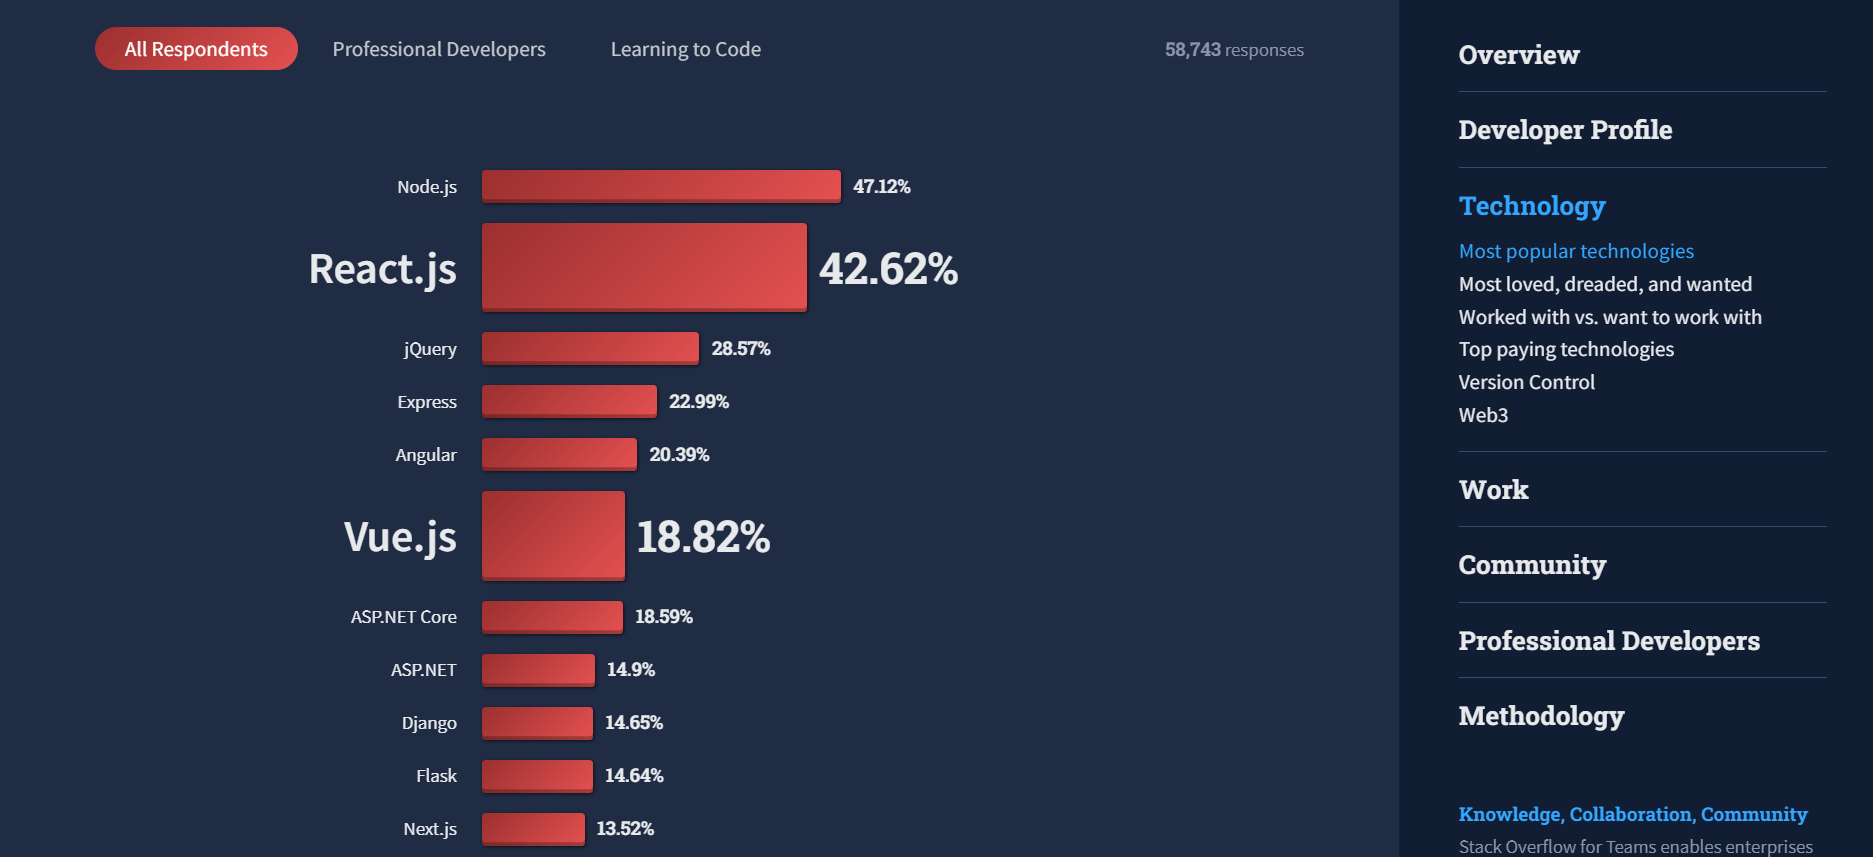 All Respondents
Professional Developers
Learning to Code
58,743 responses
Node.js 47.12%
React.js 42.62%
jQuery 28.57%
Express 22.99%
Angular 20.39%
Vue.js 18.82%
ASP.NET Core 18.59%
ASP.NET 14.9%
Django 14.65%
Flask 14.64%
Next.js 13.52%
Overview
Developer Profile
Technology
Most popular technologies
Most loved, dreaded, and wanted
Worked with vs. want to work with
Top paying technologies
Version Control
Web3
Work
Community
Professional Developers
Methodology
Knowledge, Collaboration, Community
Stack Overflow for Teams enables enterprises